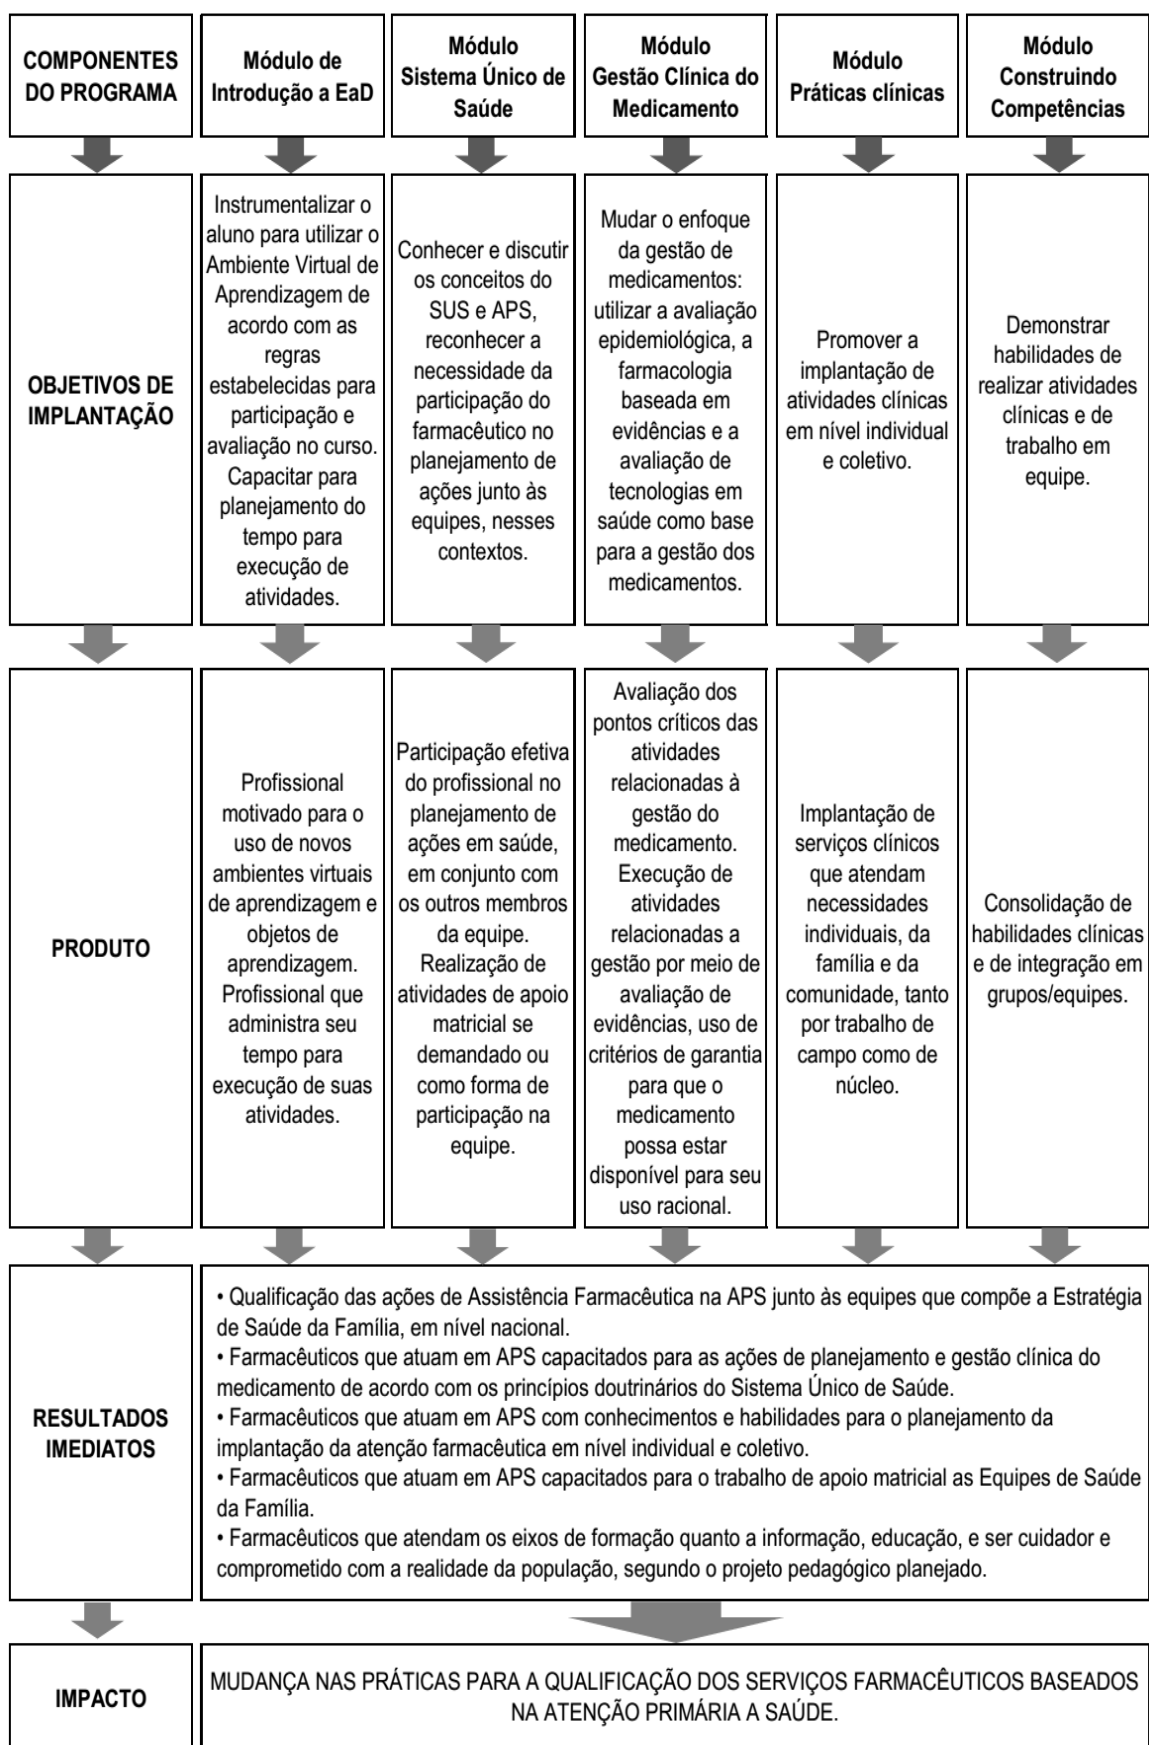 COMPONENTES
DO PROGRAMA
Módulo de
Introdução a EaD
Módulo
Sistema Único de
Saúde
Módulo
Gestão Clínica do
Medicamento
Módulo
Práticas clínicas
Módulo
Construindo
Competências
OBJETIVOS DE
IMPLANTAÇÃO
Instrumentalizar o
aluno para utilizar o
Ambiente Virtual de
Aprendizagem de
acordo com as
regras
estabelecidas para
participação e
avaliação no curso.
Capacitar para
planejamento do
tempo para
execução de
atividades.
Conhecer e discutir
os conceitos do
SUS e APS,
reconhecer a
necessidade da
participação do
farmacêutico no
planejamento de
ações junto às
equipes, nesses
contextos.
Mudar o enfoque
da gestão de
medicamentos:
utilizar a avaliação
epidemiológica, a
farmacologia
baseada em
evidências e a
avaliação de
tecnologias em
saúde como base
para a gestão dos
medicamentos.
Promover a
implantação de
atividades clínicas
em nível individual
e coletivo.
Demonstrar
habilidades de
realizar atividades
clínicas e de
trabalho em
equipe.
PRODUTO
Profissional
motivado para o
uso de novos
ambientes virtuais
de aprendizagem e
objetos de
aprendizagem.
Profissional que
administra seu
tempo para
execução de suas
atividades.
Participação efetiva
do profissional no
planejamento de
ações em saúde,
em conjunto com
os outros membros
da equipe.
Realização de
atividades de apoio
matricial se
demandado ou
como forma de
participação na
equipe.
Avaliação dos
pontos críticos das
atividades
relacionadas à
gestão do
medicamento.
Execução de
atividades
relacionadas a
gestão por meio de
avaliação de
evidências, uso de
critérios de garantia
para que o
medicamento
possa estar
disponível para seu
uso racional.
Implantação de
serviços clínicos
que atendam
necessidades
individuais, da
família e da
comunidade, tanto
por trabalho de
campo como de
núcleo.
Consolidação de
habilidades clínicas
e de integração em
grupos/equipes.
RESULTADOS
IMEDIATOS
• Qualificação das ações de Assistência Farmacêutica na APS junto às equipes que compõe a Estratégia
de Saúde da Família, em nível nacional.
• Farmacêuticos que atuam em APS capacitados para as ações de planejamento e gestão clínica do
medicamento de acordo com os princípios doutrinários do Sistema Único de Saúde.
• Farmacêuticos que atuam em APS com conhecimentos e habilidades para o planejamento da
implantação da atenção farmacêutica em nível individual e coletivo.
• Farmacêuticos que atuam em APS capacitados para o trabalho de apoio matricial as Equipes de Saúde
da Família.
• Farmacêuticos que atendam os eixos de formação quanto a informação, educação, e ser cuidador e
comprometido com a realidade da população, segundo o projeto pedagógico planejado.
IMPACTO
MUDANÇA NAS PRÁTICAS PARA A QUALIFICAÇÃO DOS SERVIÇOS FARMACÊUTICOS BASEADOS
NA ATENÇÃO PRIMÁRIA A SAÚDE.